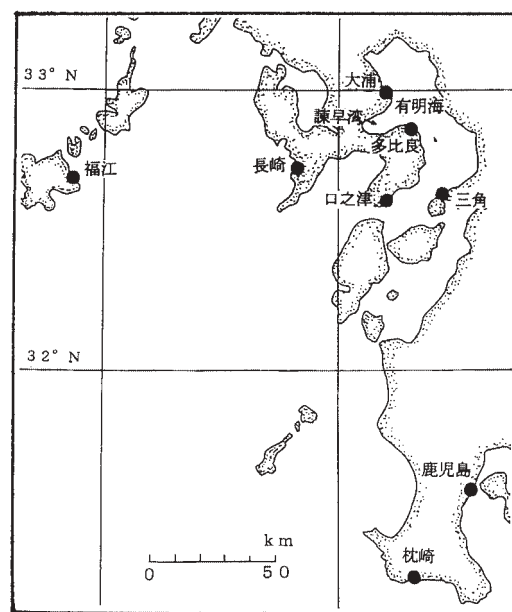 33° N
大浦
有明海
諫早湾
多比良
福江
長崎
口之津
三角
32° N
鹿児島
km
0 50
枕崎